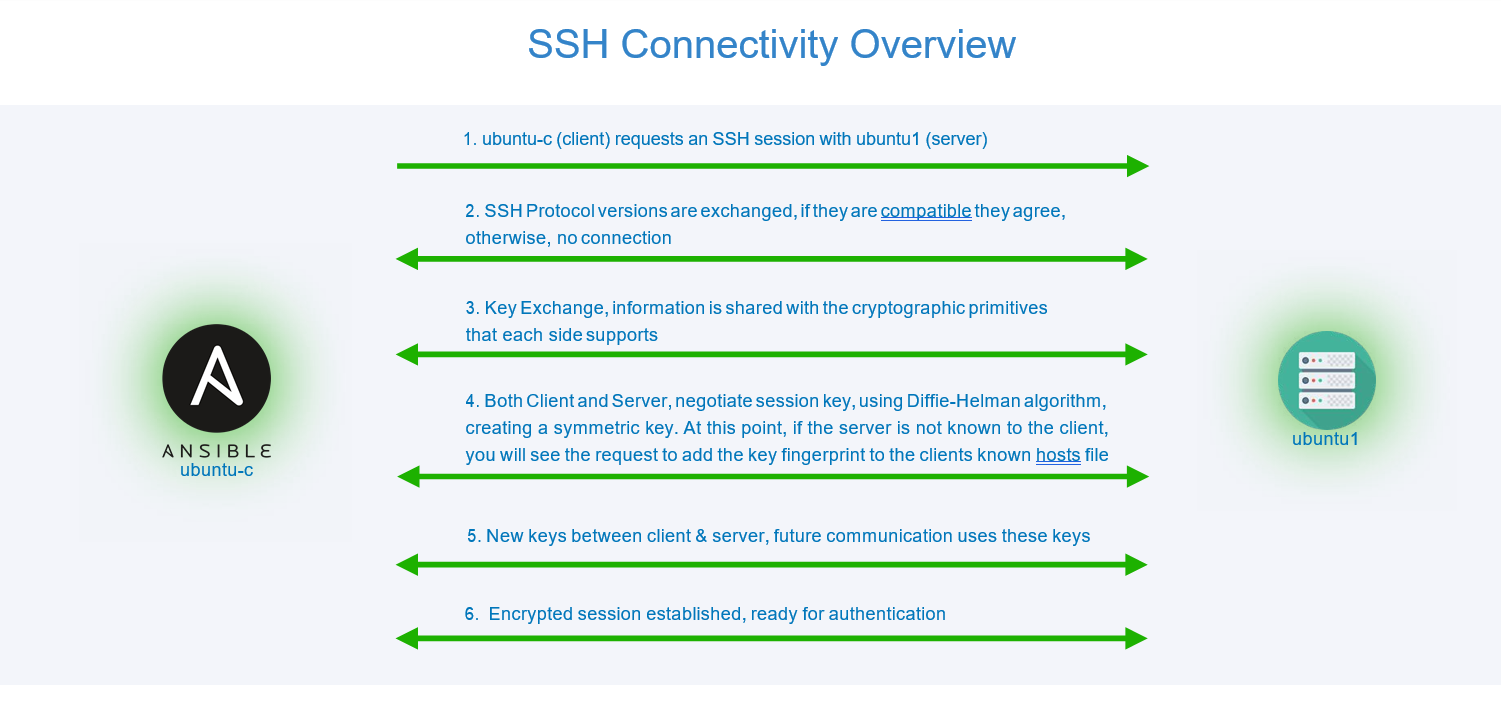 SSH Connectivity Overview
1. ubuntu-c (client) requests an SSH session with ubuntu1 (server)
2. SSH Protocol versions are exchanged, if they are compatible they agree,
otherwise, no connection
3. Key Exchange, information is shared with the cryptographic primitives
that each side supports
4. Both Client and Server, negotiate session key, using Diffie-Helman algorithm,
creating a symmetric key. At this point, if the server is not known to the client,
you will see the request to add the key fingerprint to the clients known hosts file
5. New keys between client & server, future communication uses these keys
6. Encrypted session established, ready for authentication
ANSIBLE
ubuntu-c
ubuntu1